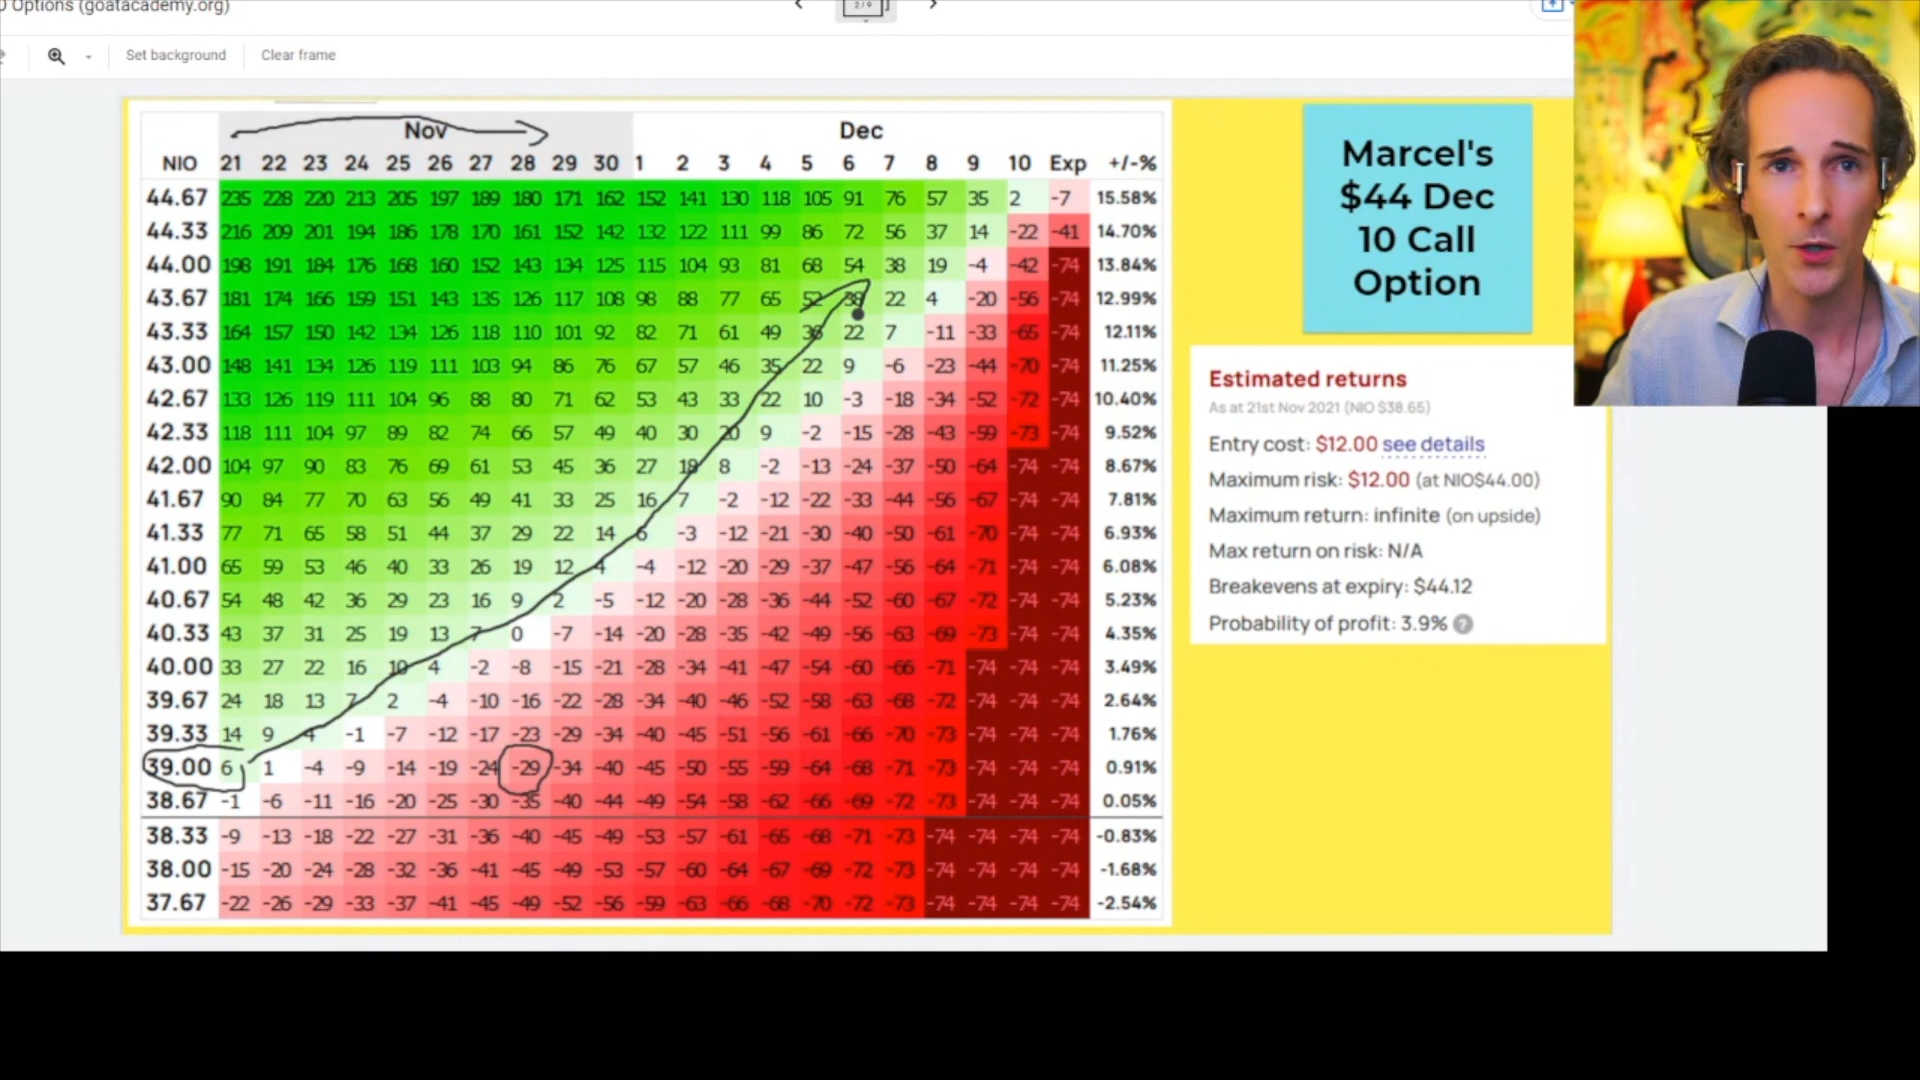 Options (goatacademy.org)
2/9
Set background
Clear frame
Nov Dec
NIO 21 22 23 24 25 26 27 28 29 30 1 2 3 4 5 6 7 8 9 10 Exp +/-%
44.67 235 228 220 213 205 197 189 180 171 162 152 141 130 118 105 91 76 57 35 2 -7 15.58%
44.33 216 209 201 194 186 178 170 161 152 142 132 122 111 99 86 72 56 37 14 -22 -41 14.70%
44.00 198 191 184 176 168 160 152 143 134 125 115 104 93 81 68 54 38 19 -4 -42 -74 13.84%
43.67 181 174 166 159 151 143 135 126 117 108 98 88 77 65 52 38 22 4 -20 -56 -74 12.99%
43.33 164 157 150 142 134 126 118 110 101 92 82 71 61 49 36 22 7 -11 -33 -65 -74 12.11%
43.00 148 141 134 126 119 111 103 94 86 76 67 57 46 35 22 9 -6 -23 -44 -70 -74 11.25%
42.67 133 126 119 111 104 96 88 80 71 62 53 43 33 22 10 -3 -18 -34 -52 -72 -74 10.40%
42.33 118 111 104 97 89 82 74 66 57 49 40 30 20 9 -2 -15 -28 -43 -59 -73 -74 9.52%
42.00 104 97 90 83 76 69 61 53 45 36 27 18 8 -2 -13 -24 -37 -50 -64 -74 -74 8.67%
41.67 90 84 77 70 63 56 49 41 33 25 16 7 -2 -12 -22 -33 -44 -56 -67 -74 -74 7.81%
41.33 77 71 65 58 51 44 37 29 22 14 6 -3 -12 -21 -30 -40 -50 -61 -70 -74 -74 6.93%
41.00 65 59 53 46 40 33 26 19 12 4 -4 -12 -20 -29 -37 -47 -56 -64 -71 -74 -74 6.08%
40.67 54 48 42 36 29 23 16 9 2 -5 -12 -20 -28 -36 -44 -52 -60 -67 -72 -74 -74 5.23%
40.33 43 37 31 25 19 13 7 0 -7 -14 -20 -28 -35 -42 -49 -56 -63 -69 -73 -74 -74 4.35%
40.00 33 27 22 16 10 4 -2 -8 -15 -21 -28 -34 -41 -47 -54 -60 -66 -71 -74 -74 -74 3.49%
39.67 24 18 13 7 2 -4 -10 -16 -22 -28 -34 -40 -46 -52 -58 -63 -68 -72 -74 -74 -74 2.64%
39.33 14 9 4 -1 -7 -12 -17 -23 -29 -34 -40 -45 -51 -56 -61 -66 -70 -73 -74 -74 -74 1.76%
39.00 6 1 -4 -9 -14 -19 -24 -29 -34 -40 -45 -50 -55 -59 -64 -68 -71 -73 -74 -74 -74 0.91%
38.67 -1 -6 -11 -16 -20 -25 -30 -35 -40 -44 -49 -54 -58 -62 -66 -69 -72 -73 -74 -74 -74 0.05%
38.33 -9 -13 -18 -22 -27 -31 -36 -40 -45 -49 -53 -57 -61 -65 -68 -71 -73 -74 -74 -74 -74 -0.83%
38.00 -15 -20 -24 -28 -32 -36 -41 -45 -49 -53 -57 -60 -64 -67 -69 -72 -73 -74 -74 -74 -74 -1.68%
37.67 -22 -26 -29 -33 -37 -41 -45 -49 -52 -56 -59 -63 -66 -68 -70 -72 -73 -74 -74 -74 -74 -2.54%
Marcel's
$44 Dec
10 Call
Option
Estimated returns
As at 21st Nov 2021 (NIO $38.65)
Entry cost: $12.00 see details
Maximum risk: $12.00 (at NIO$44.00)
Maximum return: infinite (on upside)
Max return on risk: N/A
Breakevens at expiry: $44.12
Probability of profit: 3.9% ?